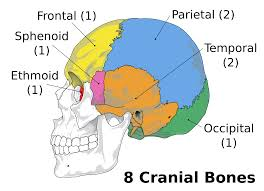 Frontal (1)
Parietal (2)
Sphenoid
(1)
Temporal
(2)
Ethmoid
(1)
Occipital
(1)
8 Cranial Bones